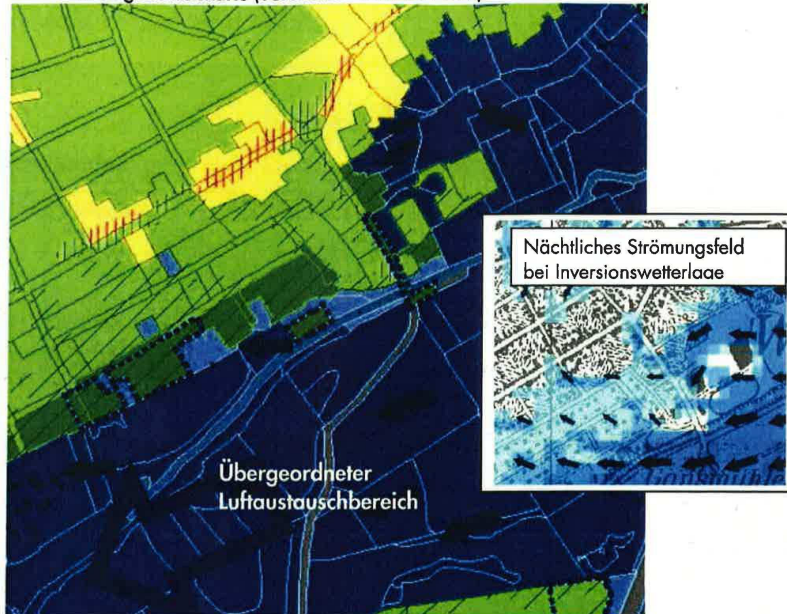 Nächtliches Strömungsfeld
bei Inversionswetterlage
Übergeordneter
Luftaustauschbereich